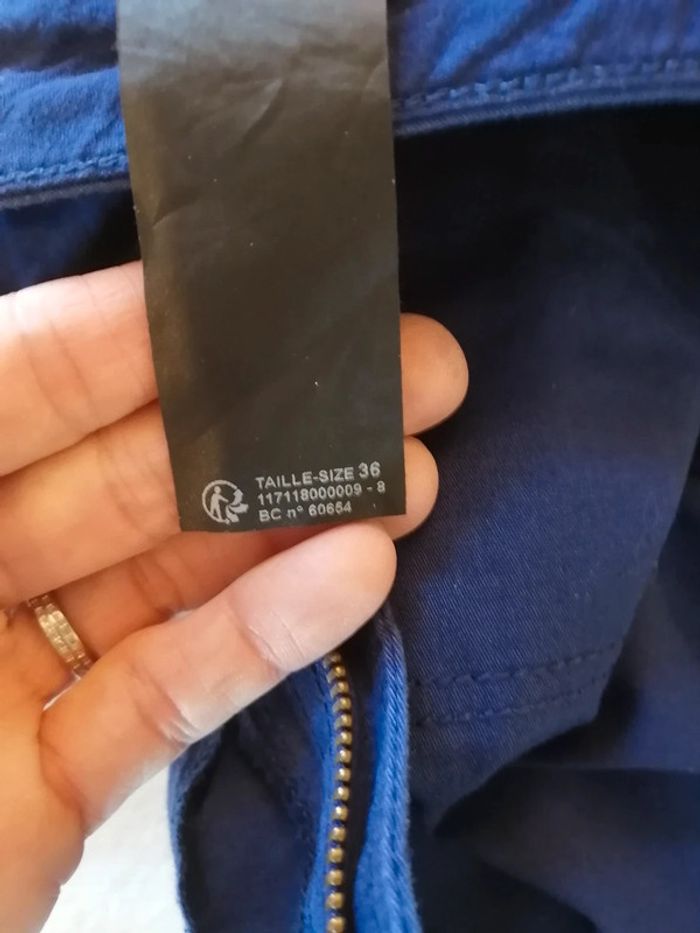 TAILLE-SIZE 36
117118000009 - 8
BC n° 60654